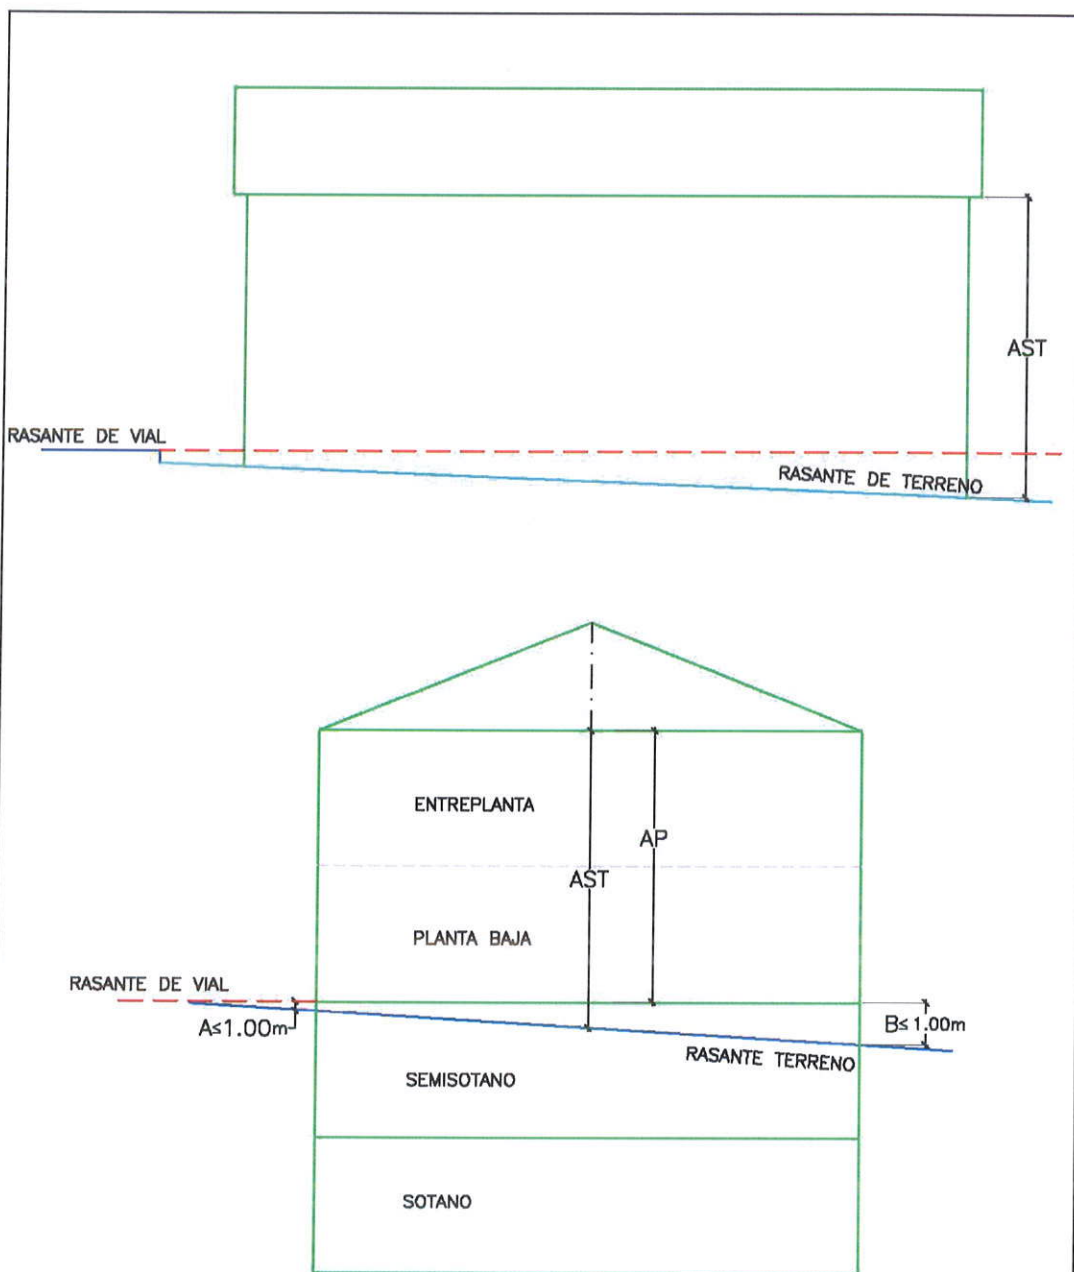 AST
RASANTE DE VIAL
RASANTE DE TERRENO
ENTREPLANTA
AP
AST
PLANTA BAJA
RASANTE DE VIAL
A≤1.00m
B≤1.00m
RASANTE TERRENO
SEMISOTANO
SOTANO